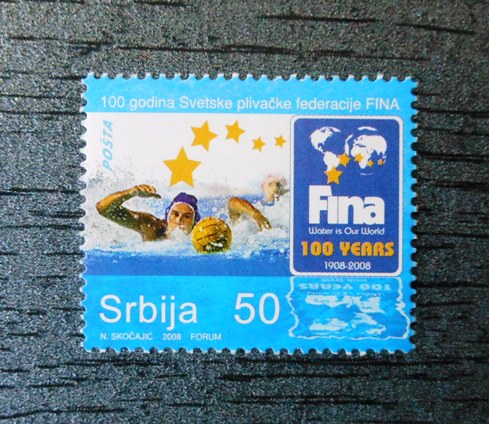 100 godina Svetske plivačke federacije FINA
POŠTA
Fina
Water is Our World
100 YEARS
1908-2008
Srbija 50
N. SKOČAJIĆ 2008 FORUM